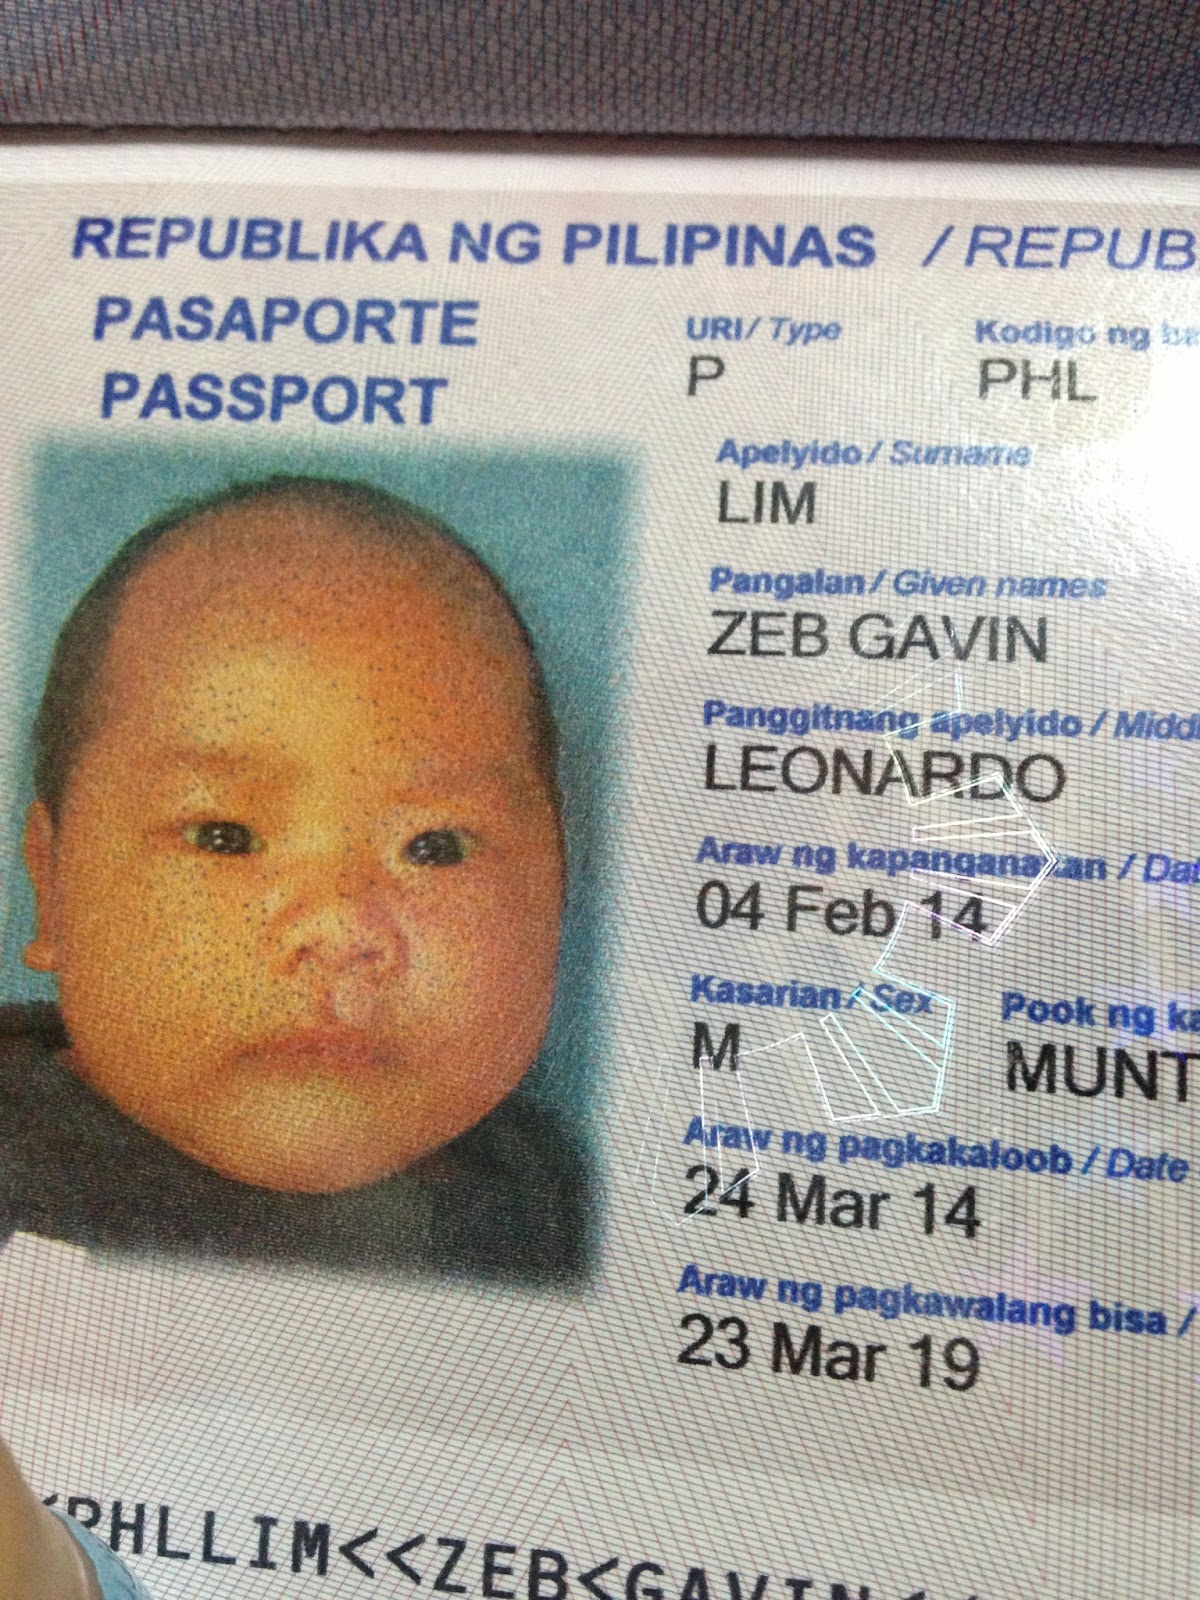 REPUBLIKA NG PILIPINAS / REPUB
PASAPORTE
PASSPORT
URI / Type Kodigo ng ba
P PHL
Apelyido / Surname
LIM
Pangalan / Given names
ZEB GAVIN
Panggitnang apelyido / Midd
LEONARDO
Araw ng kapanganakan / Dat
04 Feb 14
Kasarian / Sex Pook ng ka
M MUNT
Araw ng pagkakaloob / Date
24 Mar 14
Araw ng pagkawalang bisa /
23 Mar 19
<PHLLIM<<ZEB<GAVIN<<